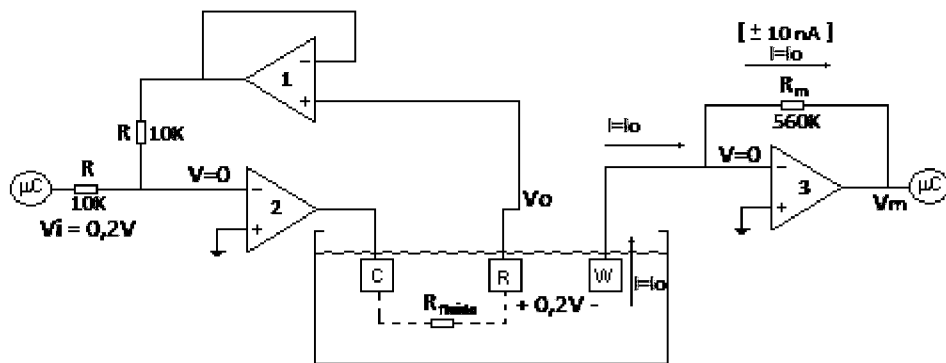 [ ± 10 nA ]
I=Io
Rm
560K
−
1
+
R
10K
I=Io
R
10K
μC
V=0
−
2
+
Vi = 0,2V
Vo
V=0
−
3
+
Vm
μC
C
R
W
I=Io
+ 0,2V -